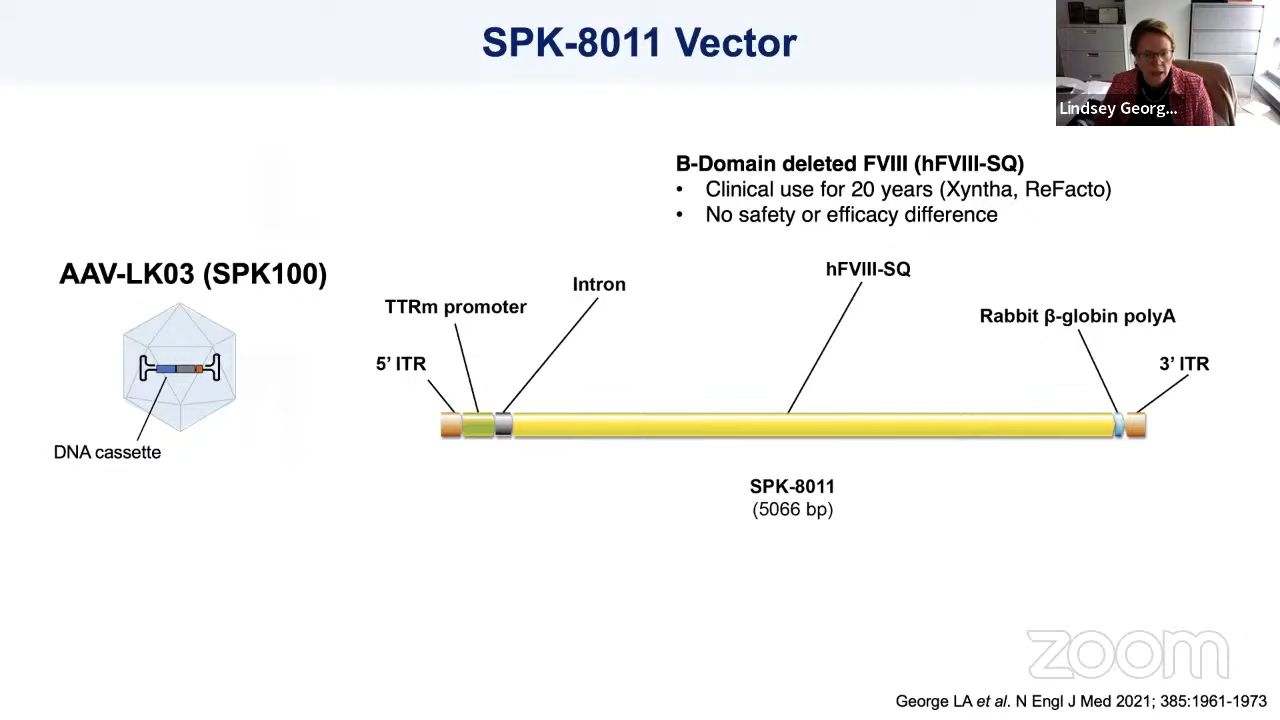 SPK-8011 Vector
Lindsey Georg...
B-Domain deleted FVIII (hFVIII-SQ)
• Clinical use for 20 years (Xyntha, ReFacto)
• No safety or efficacy difference
AAV-LK03 (SPK100)
DNA cassette
5’ ITR
TTRm promoter
Intron
hFVIII-SQ
Rabbit β-globin polyA
3’ ITR
SPK-8011
(5066 bp)
zoom
George LA et al. N Engl J Med 2021; 385:1961-1973